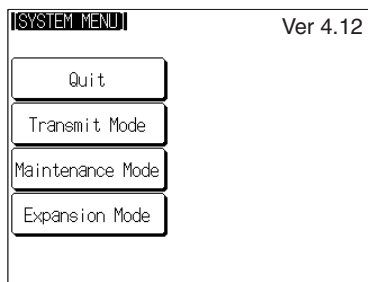 [SYSTEM MENU]
Ver 4.12
Quit
Transmit Mode
Maintenance Mode
Expansion Mode